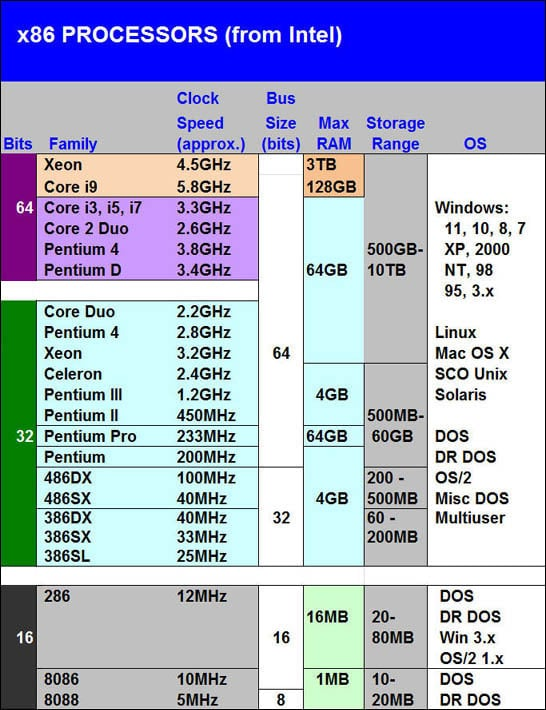 x86 PROCESSORS (from Intel)
Clock Bus
Speed Size Max Storage
Bits Family (approx.) (bits) RAM Range OS
Xeon 4.5GHz 3TB
Core i9 5.8GHz 128GB
64 Core i3, i5, i7 3.3GHz Windows:
Core 2 Duo 2.6GHz 11, 10, 8, 7
Pentium 4 3.8GHz 500GB- XP, 2000
Pentium D 3.4GHz 64GB 10TB NT, 98
95, 3.x
Core Duo 2.2GHz
Pentium 4 2.8GHz Linux
Xeon 3.2GHz 64 Mac OS X
Celeron 2.4GHz SCO Unix
Pentium III 1.2GHz 4GB Solaris
Pentium II 450MHz 500MB-
32 Pentium Pro 233MHz 64GB 60GB DOS
Pentium 200MHz DR DOS
486DX 100MHz 200 - OS/2
486SX 40MHz 4GB 500MB Misc DOS
386DX 40MHz 32 60 - Multiuser
386SX 33MHz 200MB
386SL 25MHz
286 12MHz DOS
16MB 20- DR DOS
16 16 80MB Win 3.x
OS/2 1.x
8086 10MHz 1MB 10- DOS
8088 5MHz 8 20MB DR DOS